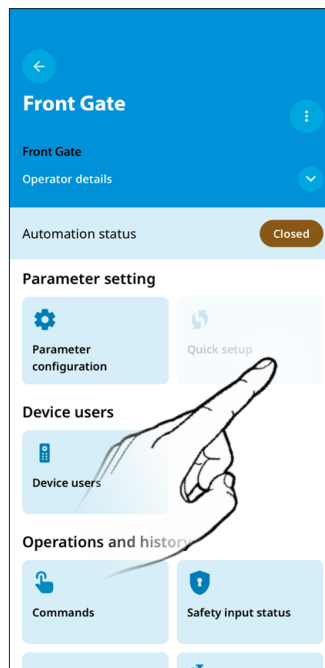 Front Gate
Front Gate
Operator details
Automation status
Closed
Parameter setting
Parameter
configuration
Quick setup
Device users
Device users
Operations and history
Commands
Safety input status